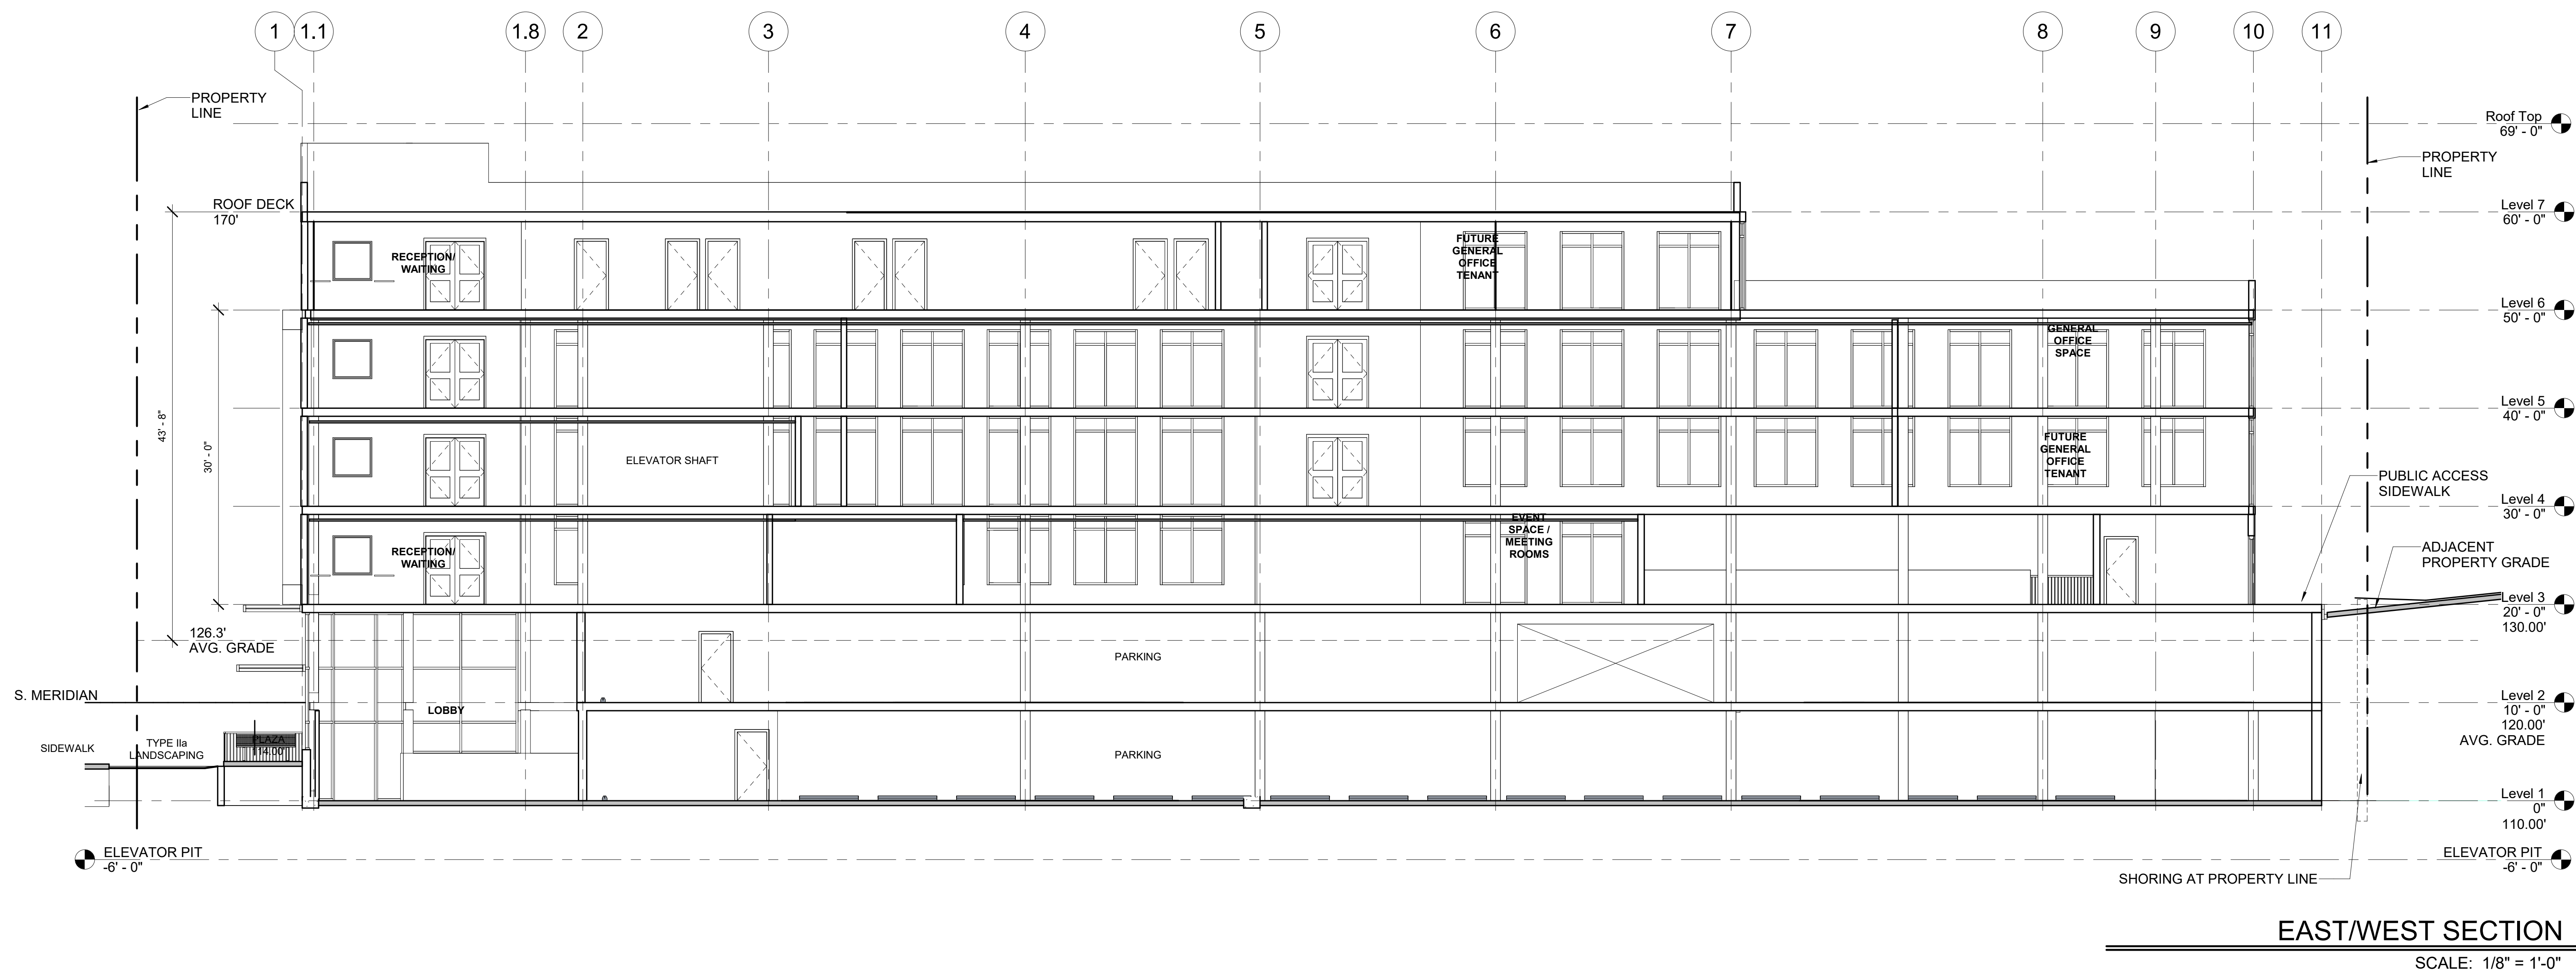 1
1.1
1.8
2
3
4
5
6
7
8
9
10
11
PROPERTY
LINE
Roof Top
69' - 0"
PROPERTY
LINE
ROOF DECK
170'
Level 7
60' - 0"
RECEPTION/
WAITING
FUTURE
GENERAL
OFFICE
TENANT
Level 6
50' - 0"
GENERAL
OFFICE
SPACE
Level 5
40' - 0"
43' - 8"
30' - 0"
ELEVATOR SHAFT
FUTURE
GENERAL
OFFICE
TENANT
PUBLIC ACCESS
SIDEWALK
Level 4
30' - 0"
RECEPTION/
WAITING
EVENT
SPACE /
MEETING
ROOMS
ADJACENT
PROPERTY GRADE
Level 3
20' - 0"
130.00'
126.3'
AVG. GRADE
PARKING
S. MERIDIAN
LOBBY
Level 2
10' - 0"
120.00'
AVG. GRADE
SIDEWALK
TYPE IIa
LANDSCAPING
PLAZA
114.00'
PARKING
Level 1
0"
110.00'
ELEVATOR PIT
-6' - 0"
ELEVATOR PIT
-6' - 0"
SHORING AT PROPERTY LINE
EAST/WEST SECTION
SCALE: 1/8" = 1'-0"